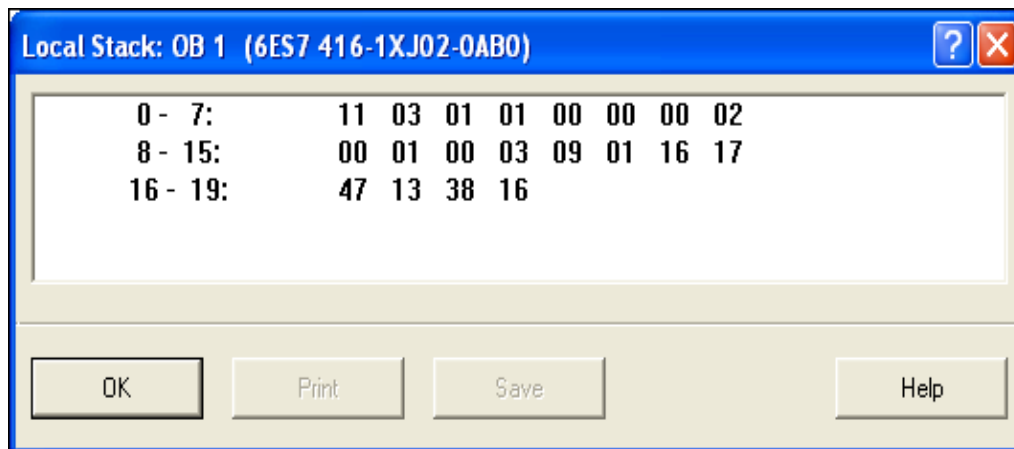 Local Stack: OB 1 (6ES7 416-1XJ02-0AB0)
0 - 7: 11 03 01 01 00 00 00 02
8 - 15: 00 01 00 03 09 01 16 17
16 - 19: 47 13 38 16
OK Print Save Help